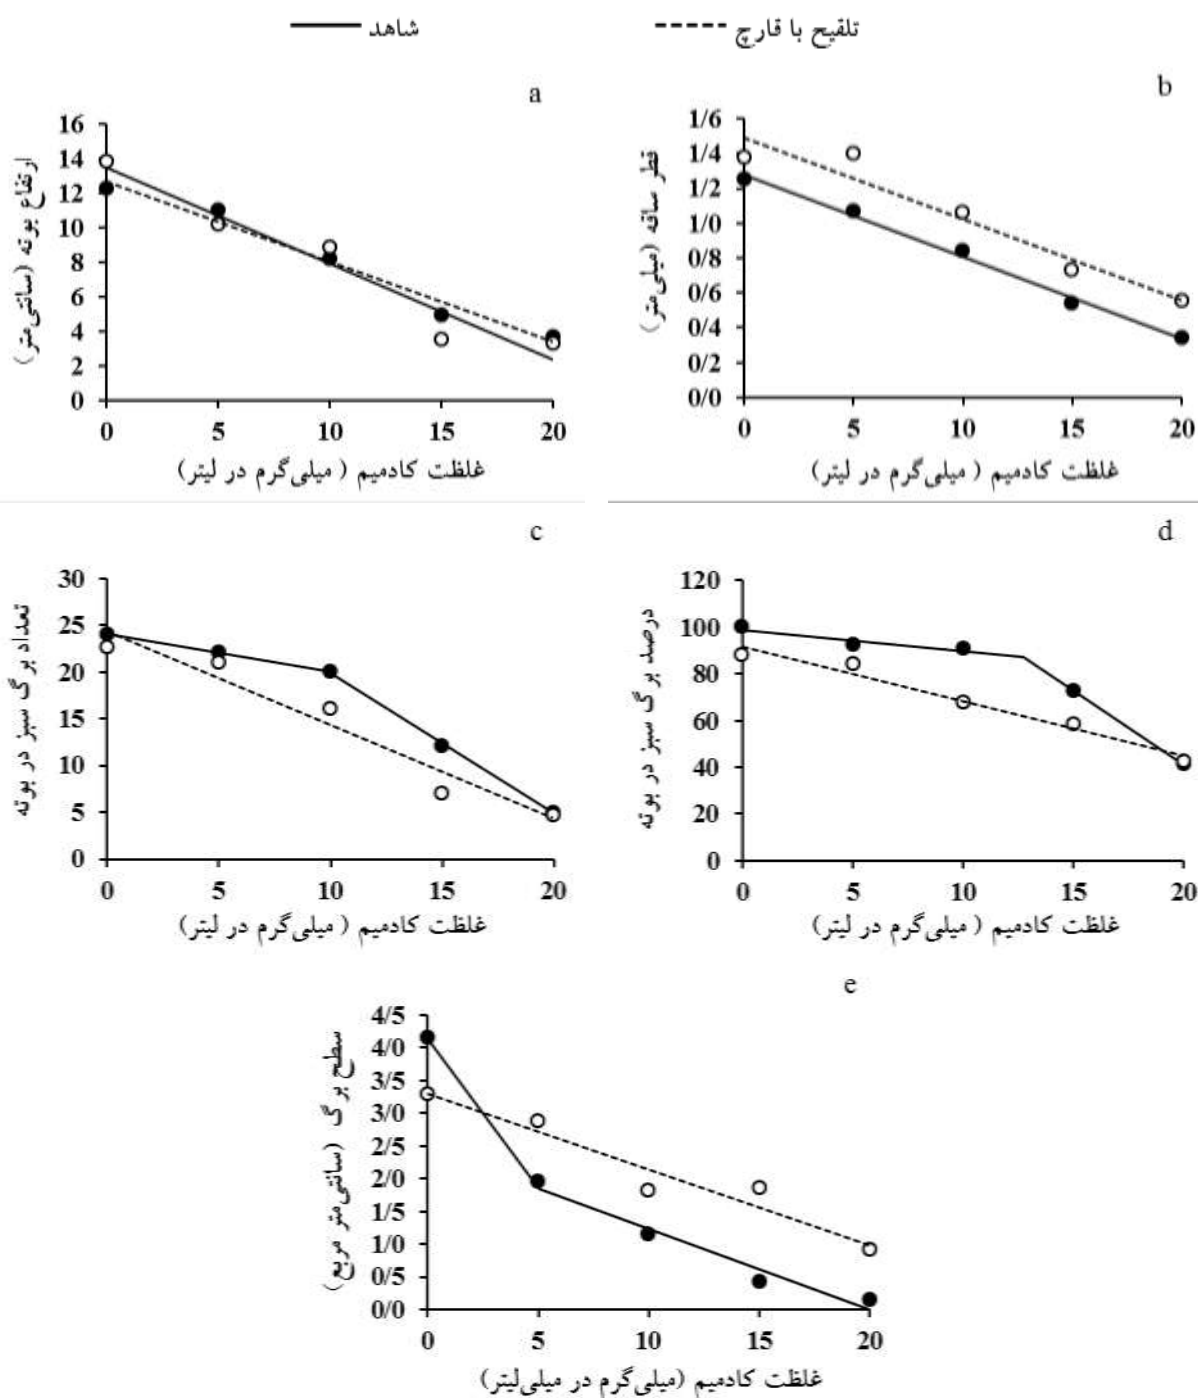 شاهد	تلقیح با قارچ
a
16
14
12
10
8
6
4
2
0
ارتفاع بوته (سانتی‌متر)
0 5 10 15 20
غلظت کادمیم ( میلی‌گرم در لیتر)
b
1/6
1/4
1/2
1/0
0/8
0/6
0/4
0/2
0/0
قطر ساقه (میلی‌متر)
0 5 10 15 20
غلظت کادمیم ( میلی‌گرم در لیتر)
c
30
25
20
15
10
5
0
تعداد برگ سبز در بوته
0 5 10 15 20
غلظت کادمیم ( میلی‌گرم در لیتر)
d
120
100
80
60
40
20
0
درصد برگ سبز در بوته
0 5 10 15 20
غلظت کادمیم ( میلی‌گرم در لیتر)
e
4/5
4/0
3/5
3/0
2/5
2/0
1/5
1/0
0/5
0/0
سطح برگ (سانتی‌متر مربع)
0 5 10 15 20
غلظت کادمیم (میلی‌گرم در میلی‌لیتر)